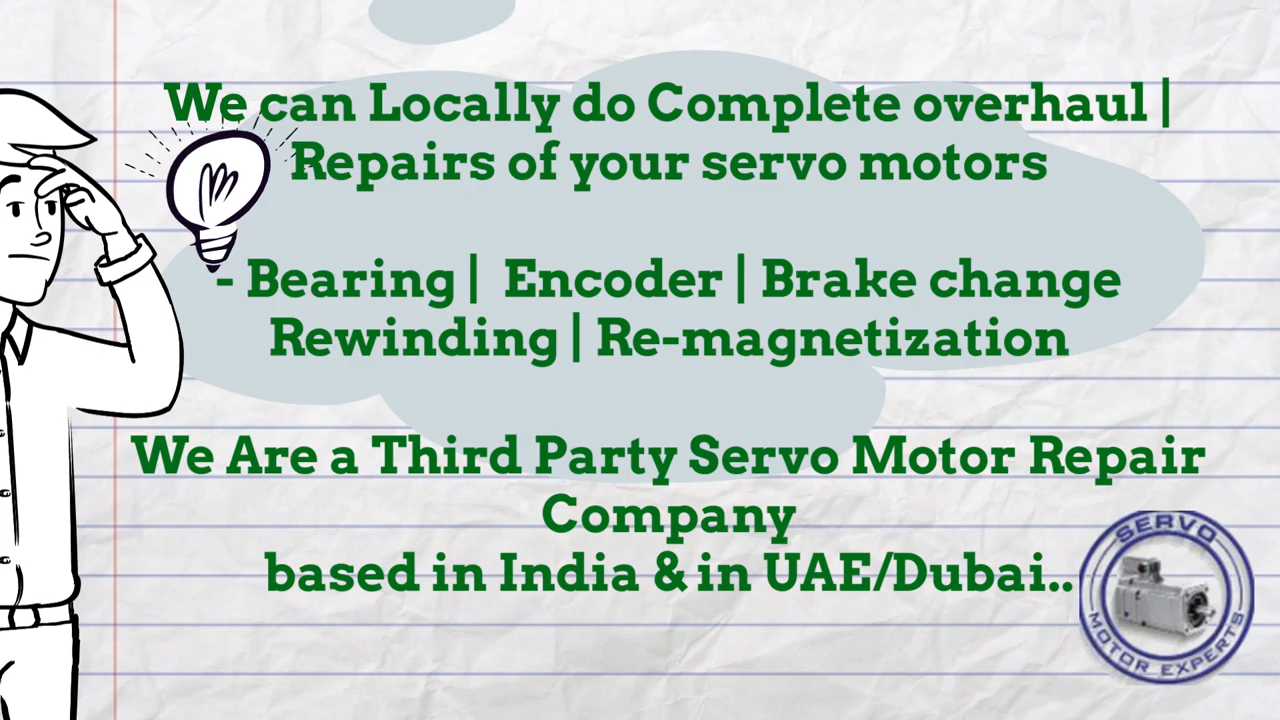 We can Locally do Complete overhaul |
Repairs of your servo motors
- Bearing |  Encoder | Brake change
Rewinding | Re-magnetization
We Are a Third Party Servo Motor Repair
Company
based in India & in UAE/Dubai..
SERVO
MOTOR EXPERTS